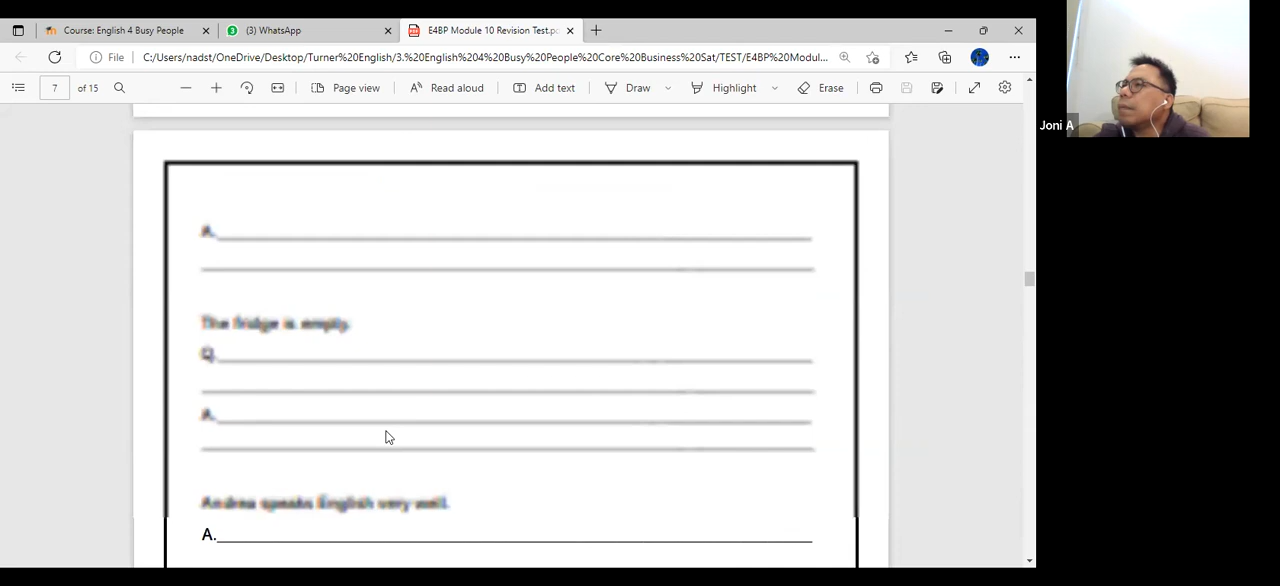 Course: English 4 Busy People
(3) WhatsApp
E4BP Module 10 Revision Test.pd
File
C:/Users/nadst/OneDrive/Desktop/Turner%20English/3.%20English%204%20Busy%20People%20Core%20Business%20Sat/TEST/E4BP%20Modul...
7 of 15
Page view
Read aloud
Add text
Draw
Highlight
Erase
Joni A
A.
The fridge is empty.
Q.
A.
Andrea speaks English very well.
A.